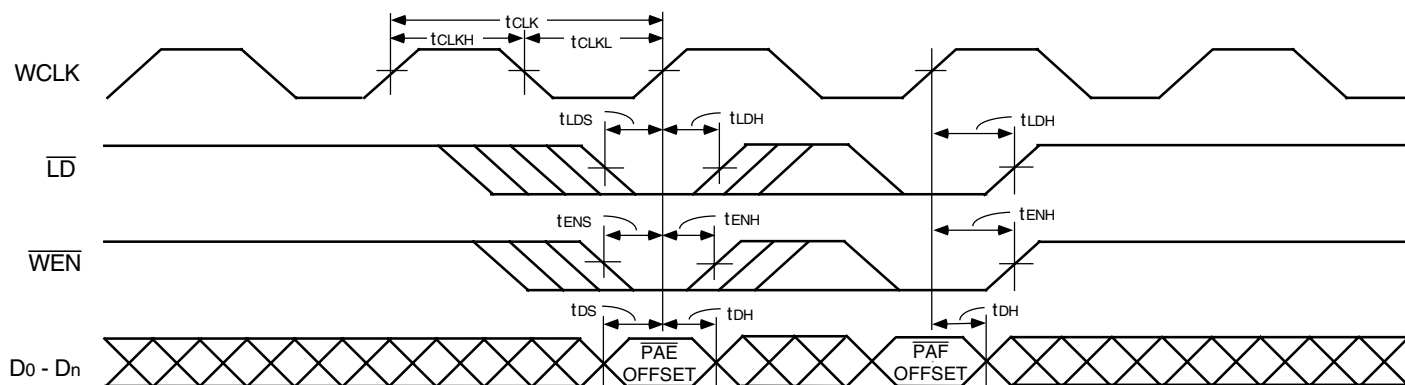 tCLK
tCLKH
tCLKL
WCLK
tLDS
tLDH
tLDH
LD
tENS
tENH
tENH
WEN
tDS
tDH
tDH
D0 - Dn
PAE
OFFSET
PAF
OFFSET